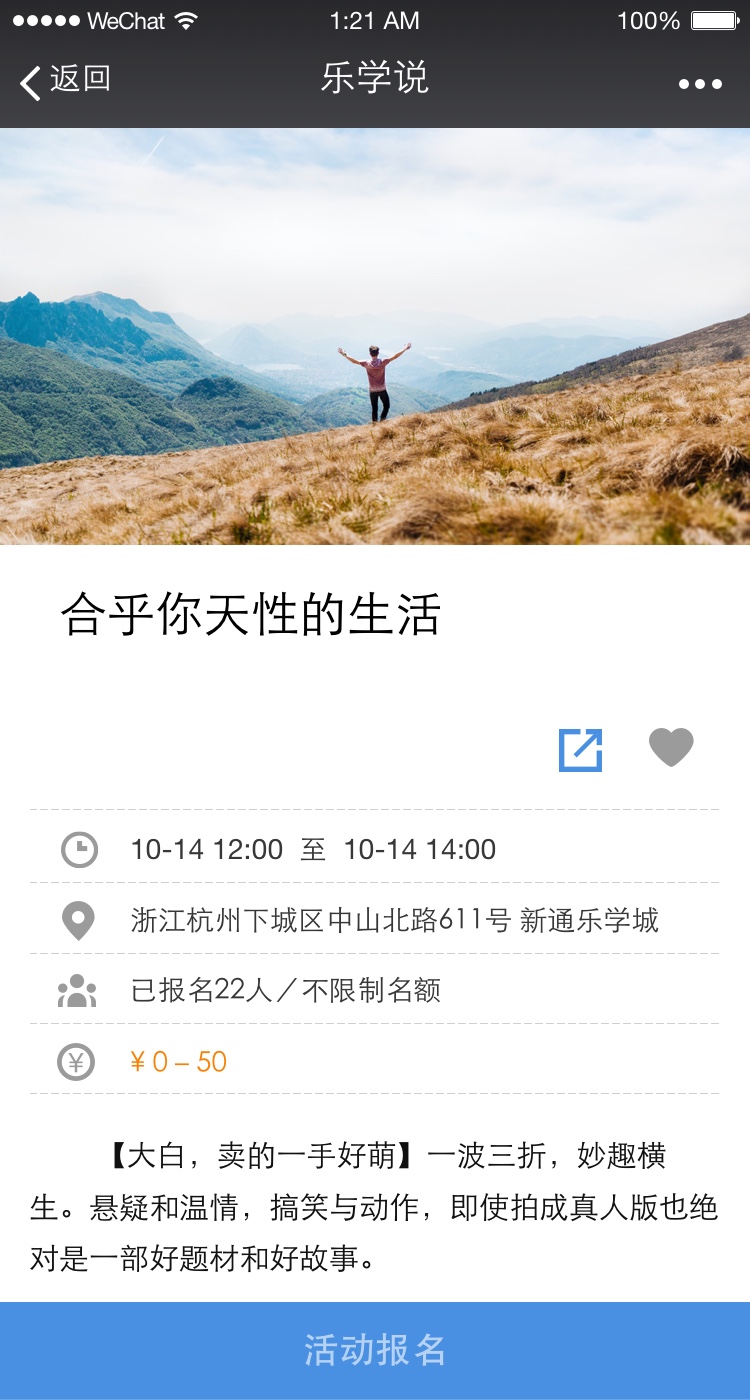 WeChat 1:21 AM 100%
返回 乐学说
合乎你天性的生活
10-14 12:00 至 10-14 14:00
浙江杭州下城区中山北路611号 新通乐学城
已报名22人／不限制名额
¥ 0 – 50
【大白，卖的一手好萌】一波三折，妙趣横
生。悬疑和温情，搞笑与动作，即使拍成真人版也绝
对是一部好题材和好故事。
活动报名